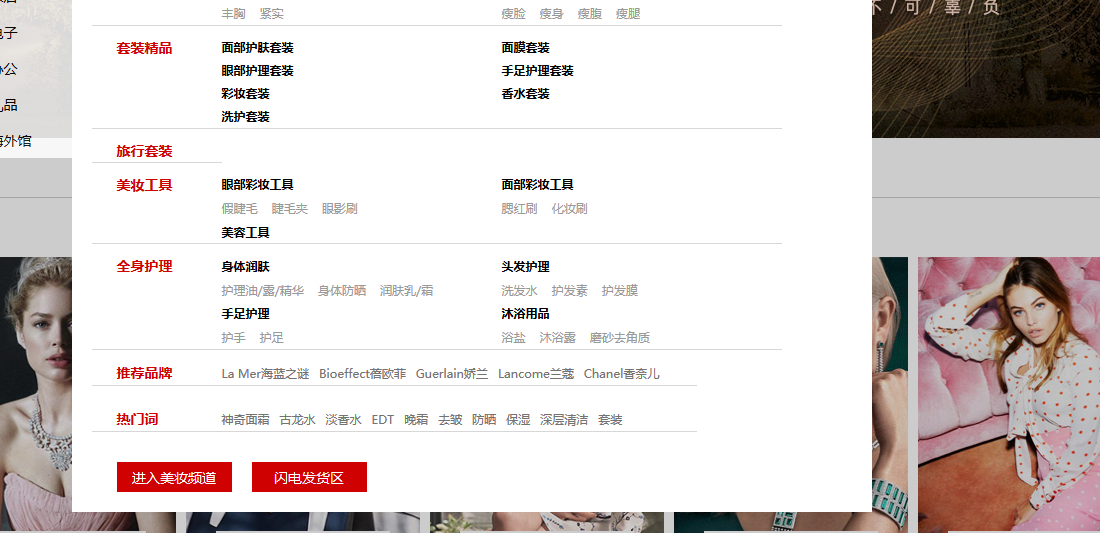 丰胸 紧实 瘦脸 瘦身 瘦腹 瘦腿
不/可/辜/负
电子
办公
礼品
海外馆
套装精品 面部护肤套装 面膜套装
眼部护理套装 手足护理套装
彩妆套装 香水套装
洗护套装
旅行套装
美妆工具 眼部彩妆工具 面部彩妆工具
假睫毛 睫毛夹 眼影刷 腮红刷 化妆刷
美容工具
全身护理 身体润肤 头发护理
护理油/露/精华 身体防晒 润肤乳/霜 洗发水 护发素 护发膜
手足护理 沐浴用品
护手 护足 浴盐 沐浴露 磨砂去角质
推荐品牌 La Mer海蓝之谜 Bioeffect蓓欧菲 Guerlain娇兰 Lancome兰蔻 Chanel香奈儿
热门词 神奇面霜 古龙水 淡香水 EDT 晚霜 去皱 防晒 保湿 深层清洁 套装
进入美妆频道 闪电发货区